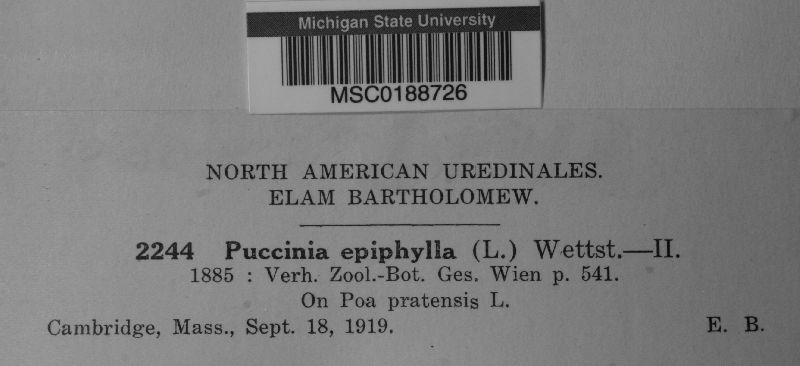 Michigan State University
MSC0188726
NORTH AMERICAN UREDINALES.
ELAM BARTHOLOMEW.
2244 Puccinia epiphylla (L.) Wettst.—II.
1885 : Verh. Zool.-Bot. Ges. Wien p. 541.
On Poa pratensis L.
Cambridge, Mass., Sept. 18, 1919. E. B.